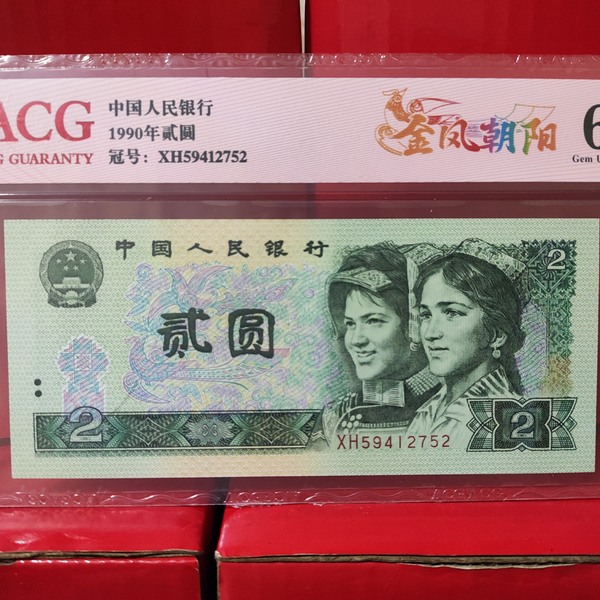 ACG
G GUARANTY
中国人民银行
1990年贰圆
冠号：XH59412752
金凤朝阳
6
Gem U
中国人民银行
2
贰圆
2
XH59412752
2